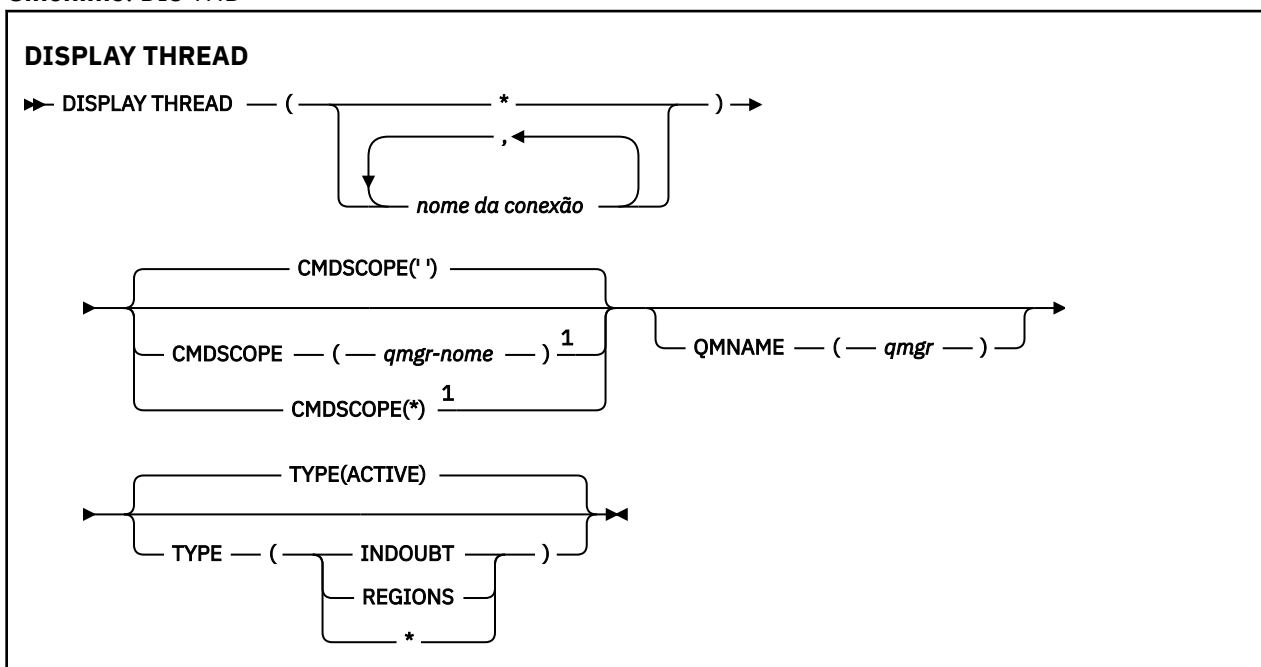 DISPLAY THREAD
DISPLAY THREAD ( * )
,
nome da conexão
CMDSCOPE(' ')
CMDSCOPE ( qmgr-nome ) 1
QMNAME ( qmgr )
CMDSCOPE(*) 1
TYPE(ACTIVE)
TYPE ( INDOUBT )
REGIONS
*